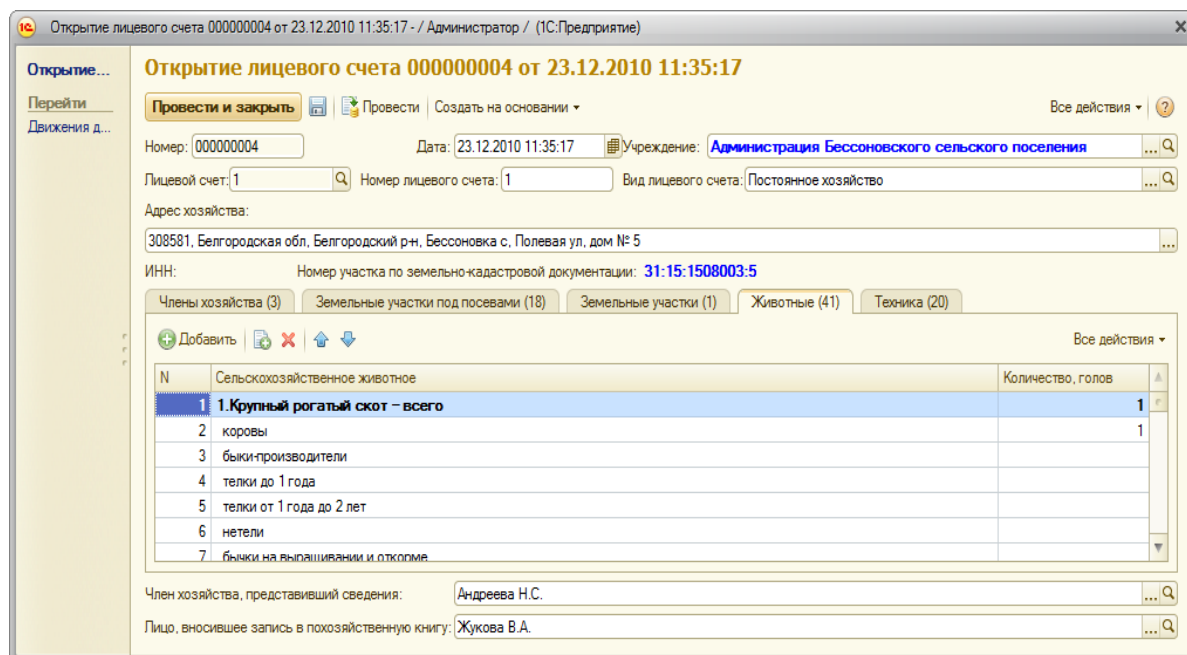 1С Открытие лицевого счета 000000004 от 23.12.2010 11:35:17 - / Администратор / (1С:Предприятие)
Открытие...
Перейти
Движения д...
Открытие лицевого счета 000000004 от 23.12.2010 11:35:17
Провести и закрыть Провести Создать на основании Все действия ?
Номер: 000000004 Дата: 23.12.2010 11:35:17 Учреждение: Администрация Бессоновского сельского поселения ...
Лицевой счет: 1 Номер лицевого счета: 1 Вид лицевого счета: Постоянное хозяйство ...
Адрес хозяйства:
308581, Белгородская обл, Белгородский р-н, Бессоновка с, Полевая ул, дом № 5 ...
ИНН: Номер участка по земельно-кадастровой документации: 31:15:1508003:5
Члены хозяйства (3) Земельные участки под посевами (18) Земельные участки (1) Животные (41) Техника (20)
Добавить Все действия
N Сельскохозяйственное животное Количество, голов
1 1.Крупный рогатый скот – всего 1
2 коровы 1
3 быки-производители
4 телки до 1 года
5 телки от 1 года до 2 лет
6 нетели
7 бычки на выращивании и откорме
Член хозяйства, представивший сведения: Андреева Н.С. ...
Лицо, вносившее запись в похозяйственную книгу: Жукова В.А. ...